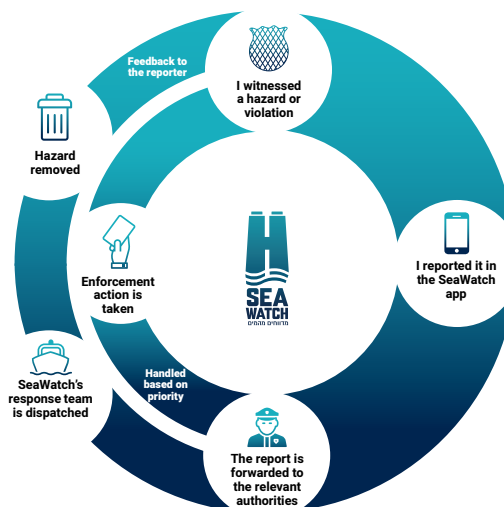 Feedback to
the reporter
I witnessed
a hazard or
violation
Hazard
removed
I reported it in
the SeaWatch
app
Enforcement
action is
taken
SEA
WATCH
מדווחים מהמים
Handled
based on
priority
SeaWatch's
response team
is dispatched
The report is
forwarded to
the relevant
authorities